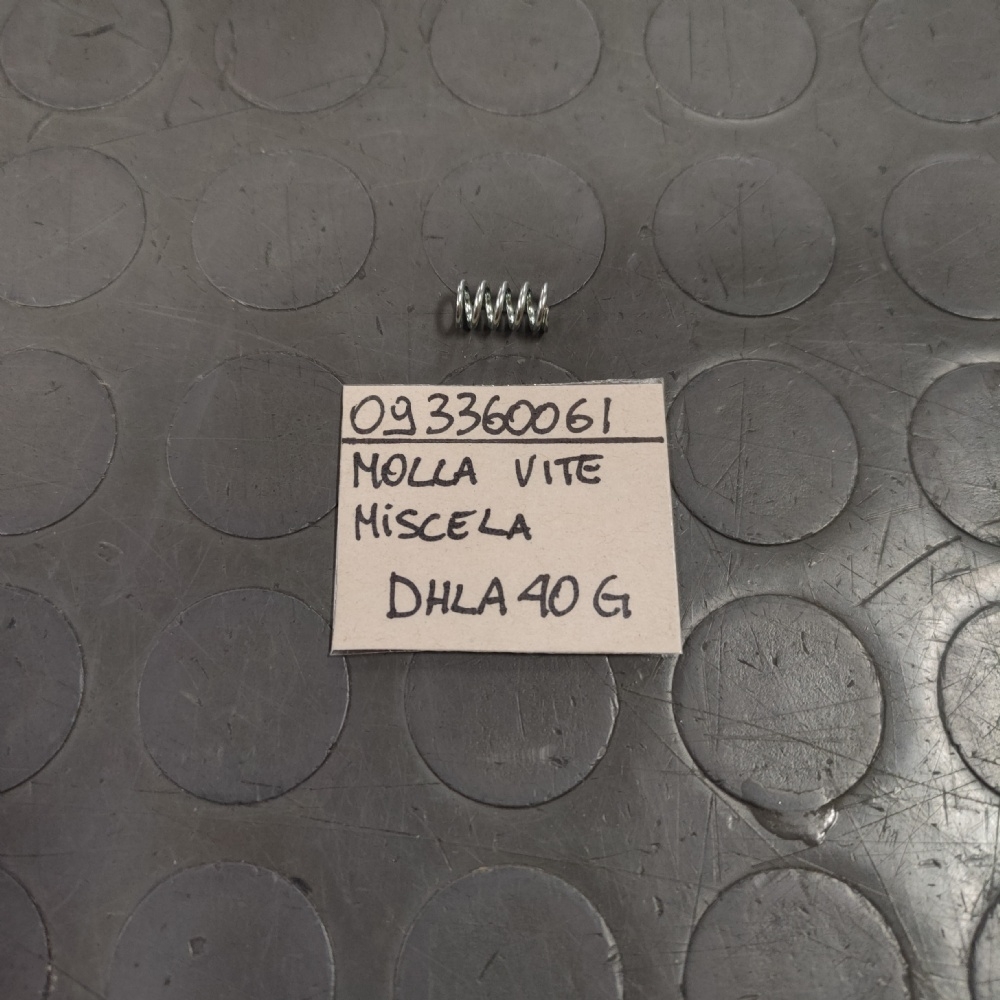 093360061
MOLLA VITE
MiSCELA
DHLA 40 G